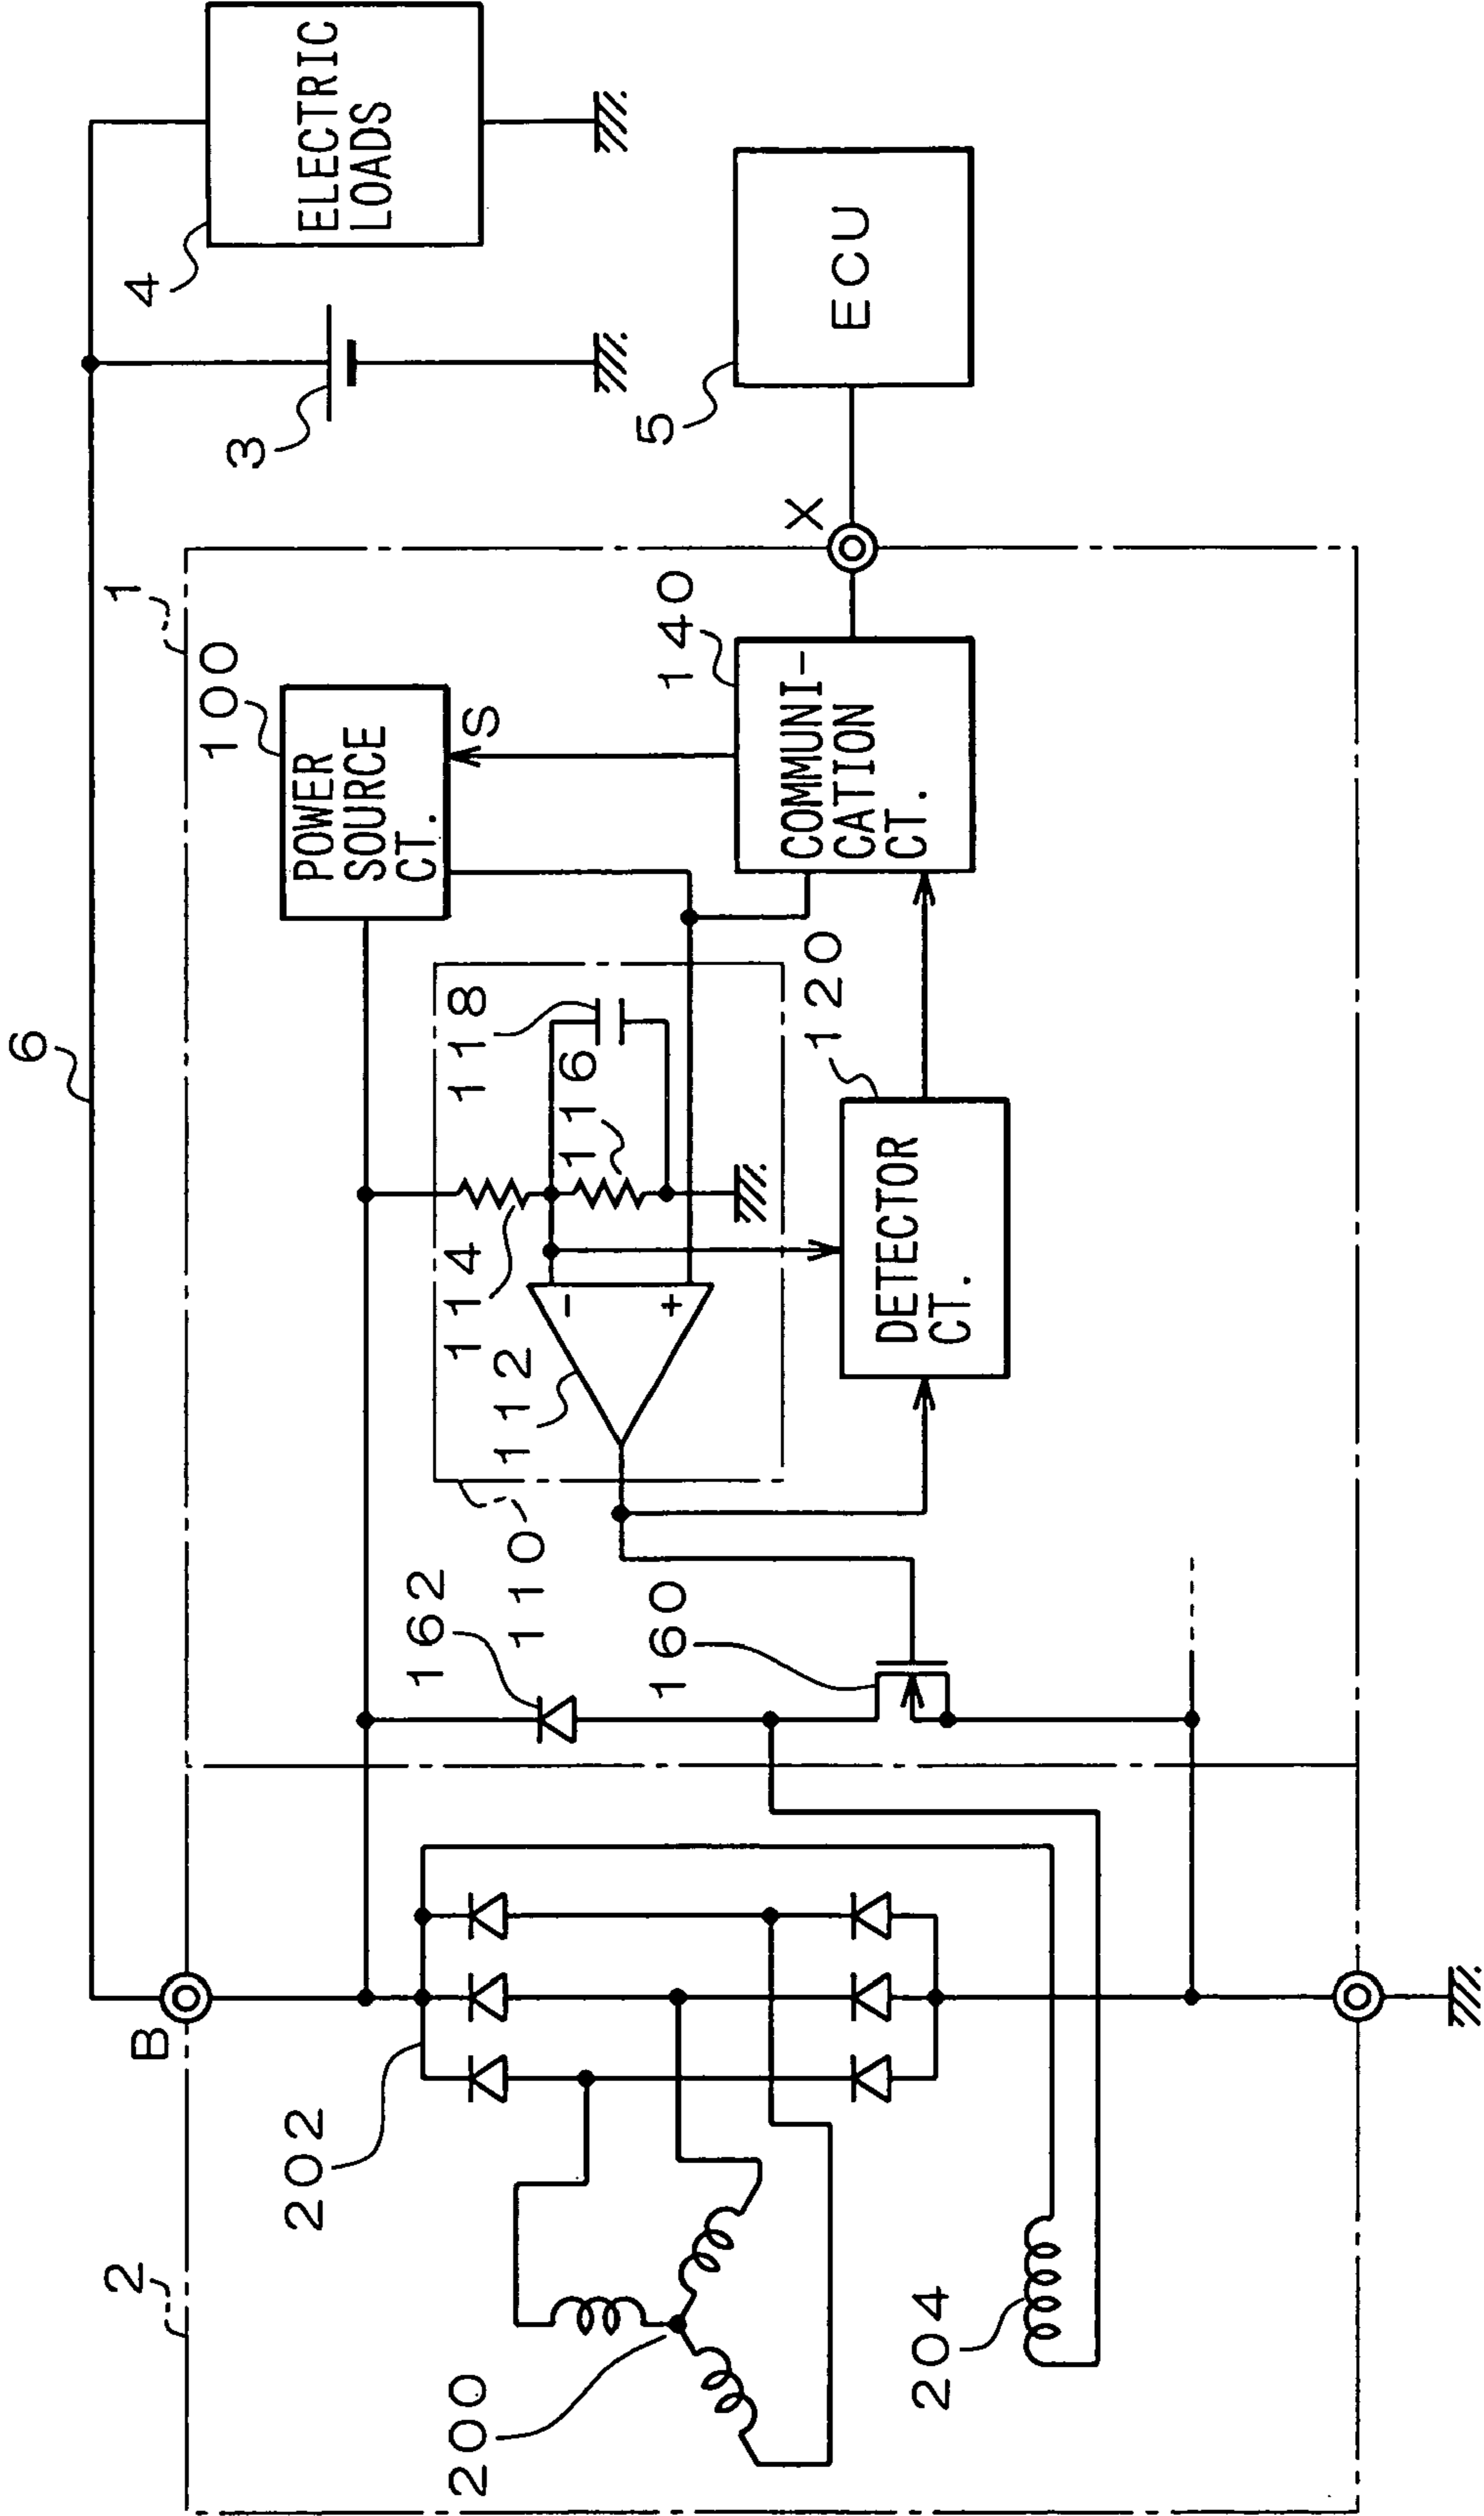 6
2
B
1
3
4
ELECTRIC
LOADS
202
162
100
POWER
SOURCE
CT.
S
200
110
112
114
116
118
160
140
COMMUNI-
CATION
CT.
X
5
ECU
-
+
120
DETECTOR
CT.
204